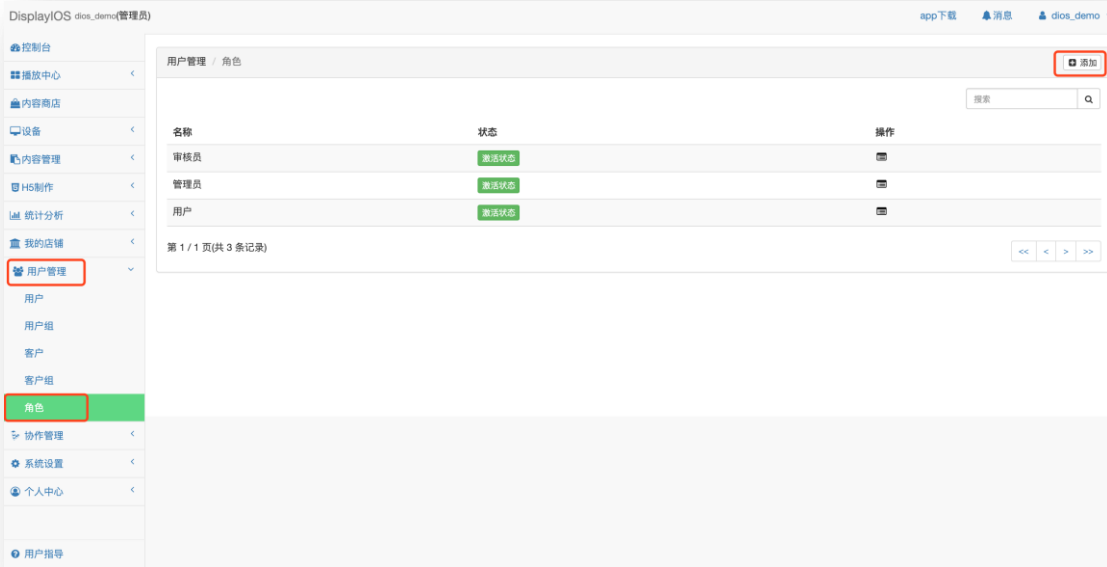 DisplayIOS dios_demo(管理员)
app下载 消息 dios_demo
控制台
播放中心
内容商店
设备
内容管理
H5制作
统计分析
我的店铺
用户管理
用户
用户组
客户
客户组
角色
协作管理
系统设置
个人中心
用户指导
用户管理 / 角色
添加
搜索
名称 状态 操作
审核员 激活状态
管理员 激活状态
用户 激活状态
第 1 / 1 页(共 3 条记录)
<< < > >>